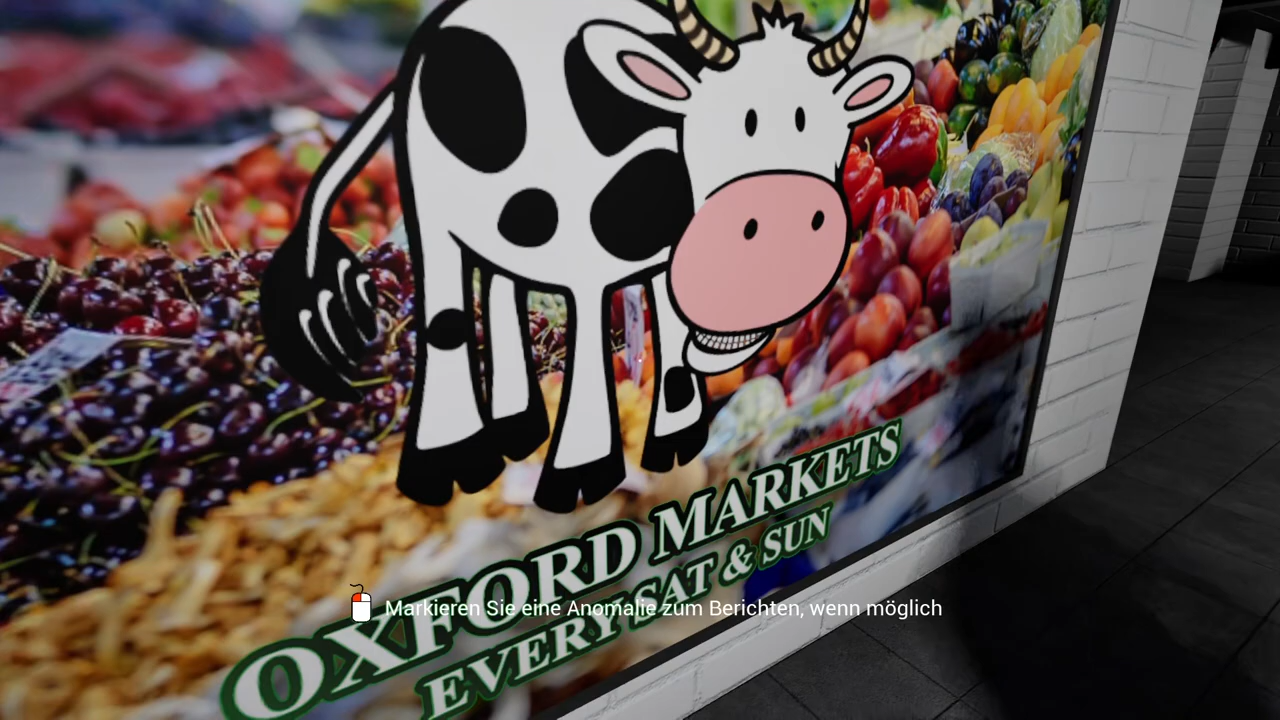 OXFORD MARKETS
EVERY SAT & SUN
Markieren Sie eine Anomalie zum Berichten, wenn möglich